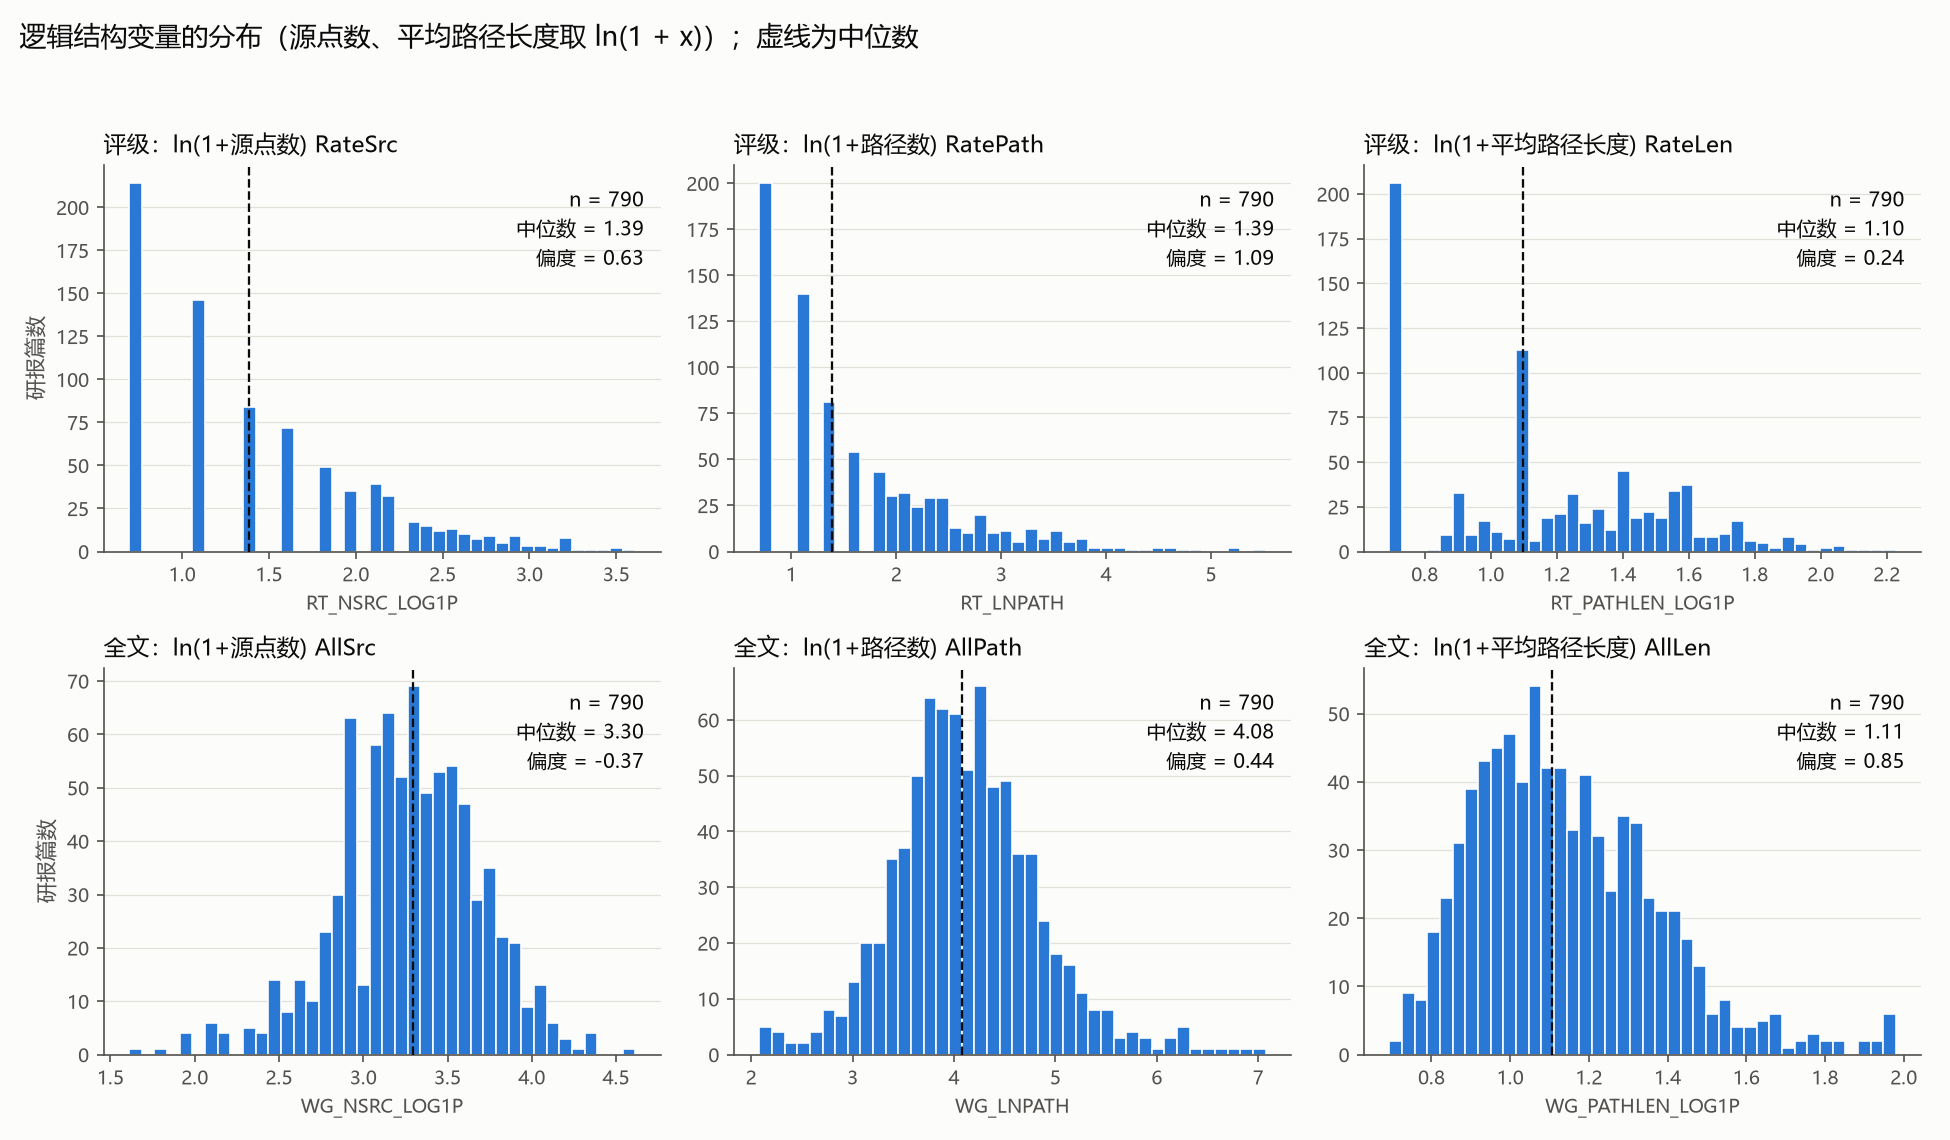 逻辑结构变量的分布（源点数、平均路径长度取 ln(1 + x)）；虚线为中位数
评级：ln(1+源点数) RateSrc
n = 790
中位数 = 1.39
偏度 = 0.63
研报篇数
200
175
150
125
100
75
50
25
0
1.0 1.5 2.0 2.5 3.0 3.5
RT_NSRC_LOG1P
评级：ln(1+路径数) RatePath
n = 790
中位数 = 1.39
偏度 = 1.09
200
175
150
125
100
75
50
25
0
1 2 3 4 5
RT_LNPATH
评级：ln(1+平均路径长度) RateLen
n = 790
中位数 = 1.10
偏度 = 0.24
200
175
150
125
100
75
50
25
0
0.8 1.0 1.2 1.4 1.6 1.8 2.0 2.2
RT_PATHLEN_LOG1P
全文：ln(1+源点数) AllSrc
n = 790
中位数 = 3.30
偏度 = -0.37
研报篇数
70
60
50
40
30
20
10
0
1.5 2.0 2.5 3.0 3.5 4.0 4.5
WG_NSRC_LOG1P
全文：ln(1+路径数) AllPath
n = 790
中位数 = 4.08
偏度 = 0.44
60
50
40
30
20
10
0
2 3 4 5 6 7
WG_LNPATH
全文：ln(1+平均路径长度) AllLen
n = 790
中位数 = 1.11
偏度 = 0.85
50
40
30
20
10
0
0.8 1.0 1.2 1.4 1.6 1.8 2.0
WG_PATHLEN_LOG1P